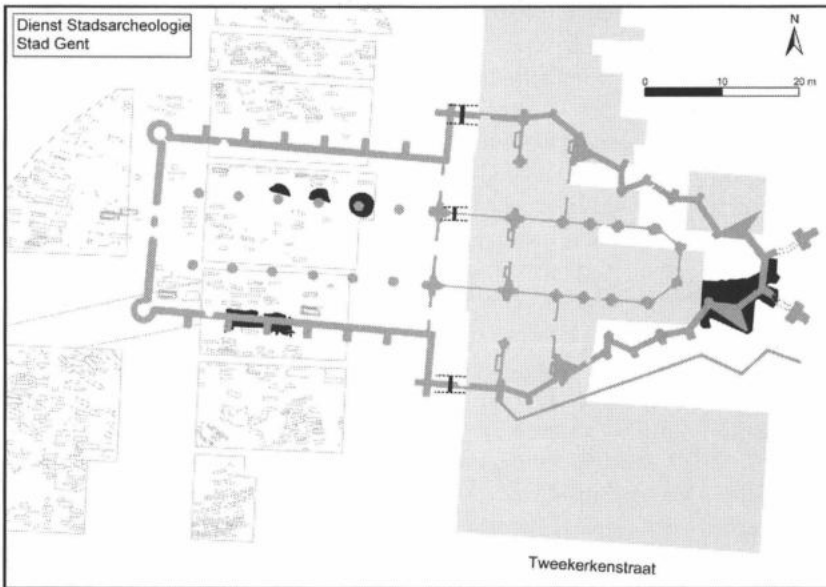 Dienst Stadsarcheologie
Stad Gent
N
0 10 20 m
Tweekerkenstraat